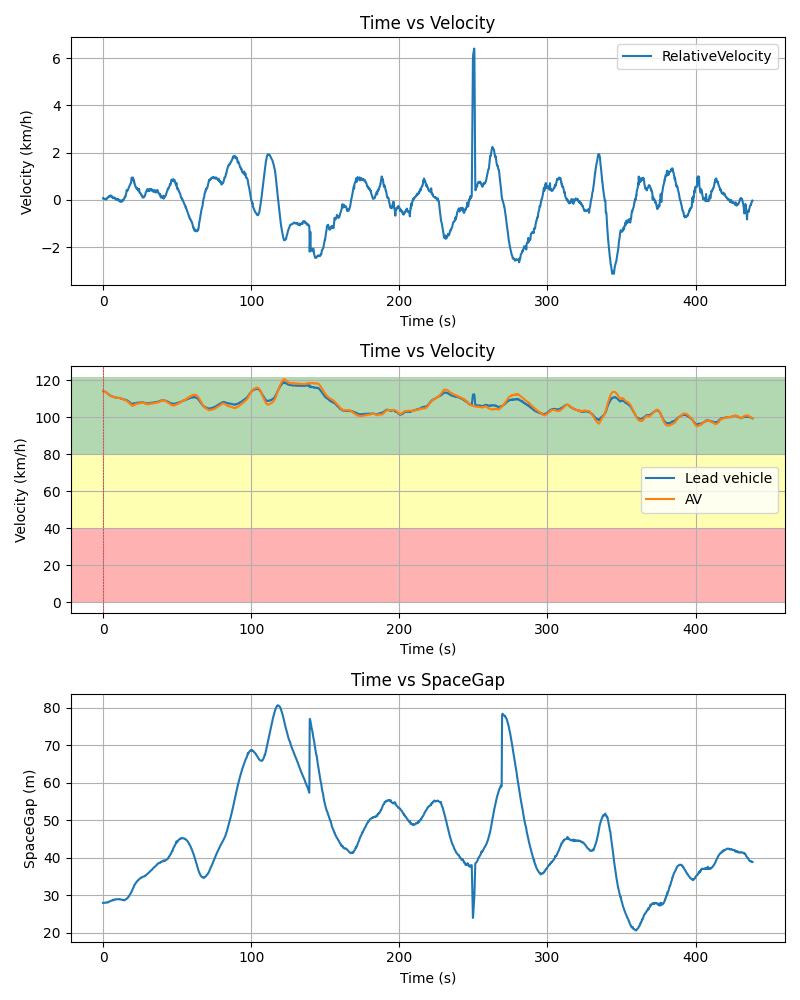 Time vs Velocity
6
4
2
0
−2
Velocity (km/h)
RelativeVelocity
0 100 200 300 400
Time (s)
Time vs Velocity
120
100
80
60
40
20
0
Velocity (km/h)
Lead vehicle
AV
0 100 200 300 400
Time (s)
Time vs SpaceGap
80
70
60
50
40
30
20
SpaceGap (m)
0 100 200 300 400
Time (s)